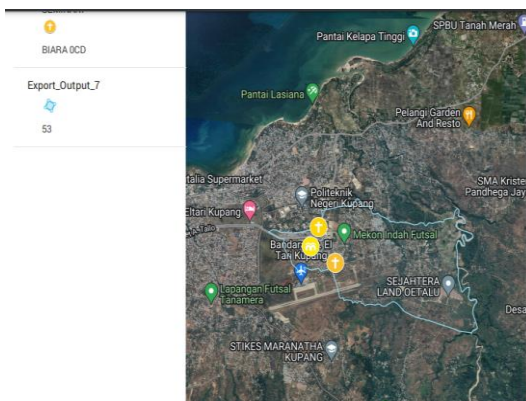 BIARA OCD
Export_Output_7
53
Pantai Kelapa Tinggi
SPBU Tanah Merah
Pantai Lasiana
Pelangi Garden
And Resto
talia Supermarket
Politeknik
Negeri Kupang
SMA Kriste
Pandhega Jay
Eltari Kupang
Mekon Indah Futsal
El
Tari Kupang
SEJAHTERA
LAND OETALU
Lapangan Futsal
Tanamera
Desa
STIKES MARANATHA
KUPANG